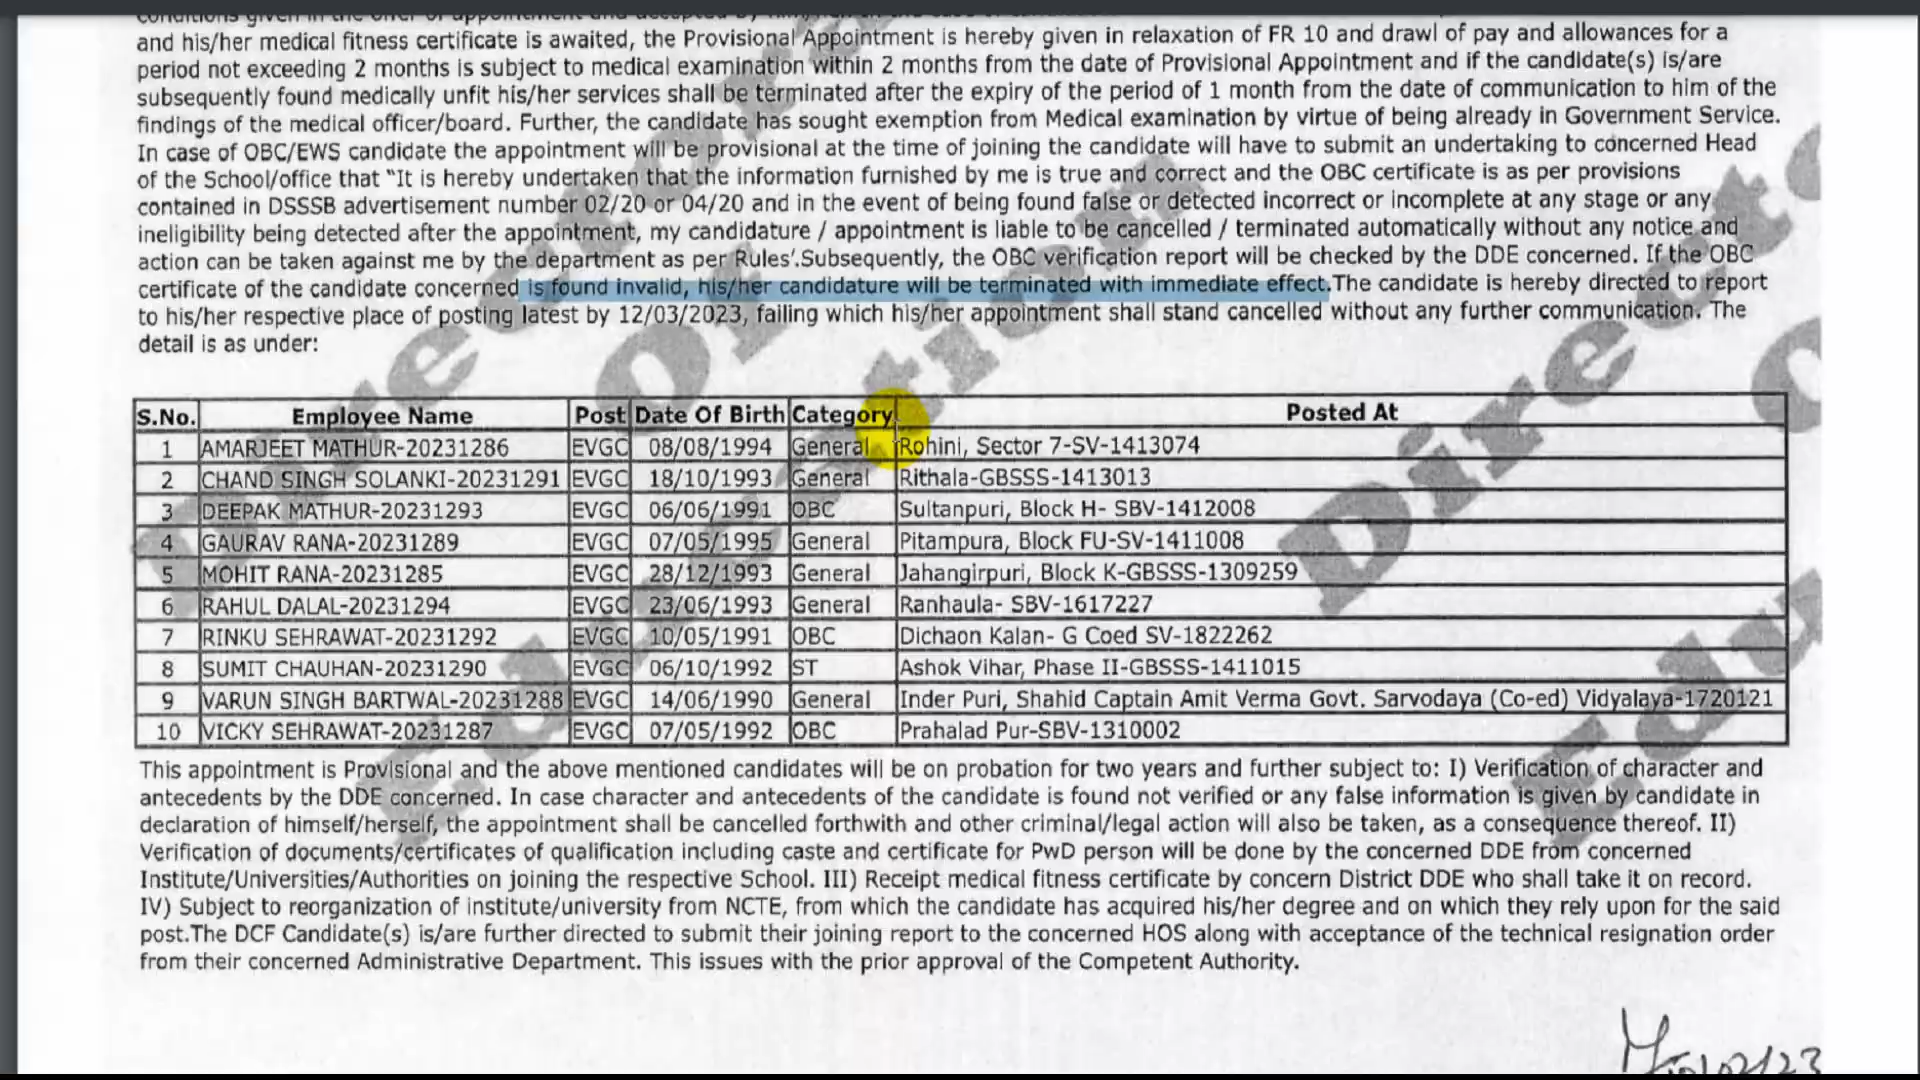 and his/her medical fitness certificate is awaited, the Provisional Appointment is hereby given in relaxation of FR 10 and drawl of pay and allowances for a
period not exceeding 2 months is subject to medical examination within 2 months from the date of Provisional Appointment and if the candidate(s) is/are
subsequently found medically unfit his/her services shall be terminated after the expiry of the period of 1 month from the date of communication to him of the
findings of the medical officer/board. Further, the candidate has sought exemption from Medical examination by virtue of being already in Government Service.
In case of OBC/EWS candidate the appointment will be provisional at the time of joining the candidate will have to submit an undertaking to concerned Head
of the School/office that "It is hereby undertaken that the information furnished by me is true and correct and the OBC certificate is as per provisions
contained in DSSSB advertisement number 02/20 or 04/20 and in the event of being found false or detected incorrect or incomplete at any stage or any
ineligibility being detected after the appointment, my candidature / appointment is liable to be cancelled / terminated automatically without any notice and
action can be taken against me by the department as per Rules'.Subsequently, the OBC verification report will be checked by the DDE concerned. If the OBC
certificate of the candidate concerned is found invalid, his/her candidature will be terminated with immediate effect.The candidate is hereby directed to report
to his/her respective place of posting latest by 12/03/2023, failing which his/her appointment shall stand cancelled without any further communication. The
detail is as under:
S.No. Employee Name Post Date Of Birth Category Posted At
1 AMARJEET MATHUR-20231286 EVGC 08/08/1994 General Rohini, Sector 7-SV-1413074
2 CHAND SINGH SOLANKI-20231291 EVGC 18/10/1993 General Rithala-GBSSS-1413013
3 DEEPAK MATHUR-20231293 EVGC 06/06/1991 OBC Sultanpuri, Block H- SBV-1412008
4 GAURAV RANA-20231289 EVGC 07/05/1995 General Pitampura, Block FU-SV-1411008
5 MOHIT RANA-20231285 EVGC 28/12/1993 General Jahangirpuri, Block K-GBSSS-1309259
6 RAHUL DALAL-20231294 EVGC 23/06/1993 General Ranhaula- SBV-1617227
7 RINKU SEHRAWAT-20231292 EVGC 10/05/1991 OBC Dichaon Kalan- G Coed SV-1822262
8 SUMIT CHAUHAN-20231290 EVGC 06/10/1992 ST Ashok Vihar, Phase II-GBSSS-1411015
9 VARUN SINGH BARTWAL-20231288 EVGC 14/06/1990 General Inder Puri, Shahid Captain Amit Verma Govt. Sarvodaya (Co-ed) Vidyalaya-1720121
10 VICKY SEHRAWAT-20231287 EVGC 07/05/1992 OBC Prahalad Pur-SBV-1310002
This appointment is Provisional and the above mentioned candidates will be on probation for two years and further subject to: I) Verification of character and
antecedents by the DDE concerned. In case character and antecedents of the candidate is found not verified or any false information is given by candidate in
declaration of himself/herself, the appointment shall be cancelled forthwith and other criminal/legal action will also be taken, as a consequence thereof. II)
Verification of documents/certificates of qualification including caste and certificate for PwD person will be done by the concerned DDE from concerned
Institute/Universities/Authorities on joining the respective School. III) Receipt medical fitness certificate by concern District DDE who shall take it on record.
IV) Subject to reorganization of institute/university from NCTE, from which the candidate has acquired his/her degree and on which they rely upon for the said
post.The DCF Candidate(s) is/are further directed to submit their joining report to the concerned HOS along with acceptance of the technical resignation order
from their concerned Administrative Department. This issues with the prior approval of the Competent Authority.